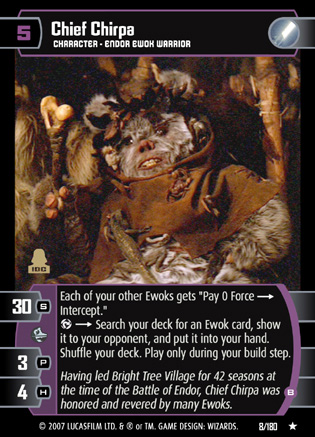 5 Chief Chirpa
CHARACTER • ENDOR EWOK WARRIOR
IDC
30 S
3 P
4 H
Each of your other Ewoks gets "Pay 0 Force →
Intercept."
→ Search your deck for an Ewok card, show
it to your opponent, and put it into your hand.
Shuffle your deck. Play only during your build step.
Having led Bright Tree Village for 42 seasons at
the time of the Battle of Endor, Chief Chirpa was
honored and revered by many Ewoks.
B
© 2007 LUCASFILM LTD. & ® or TM. GAME DESIGN: WIZARDS. 8/180 ★